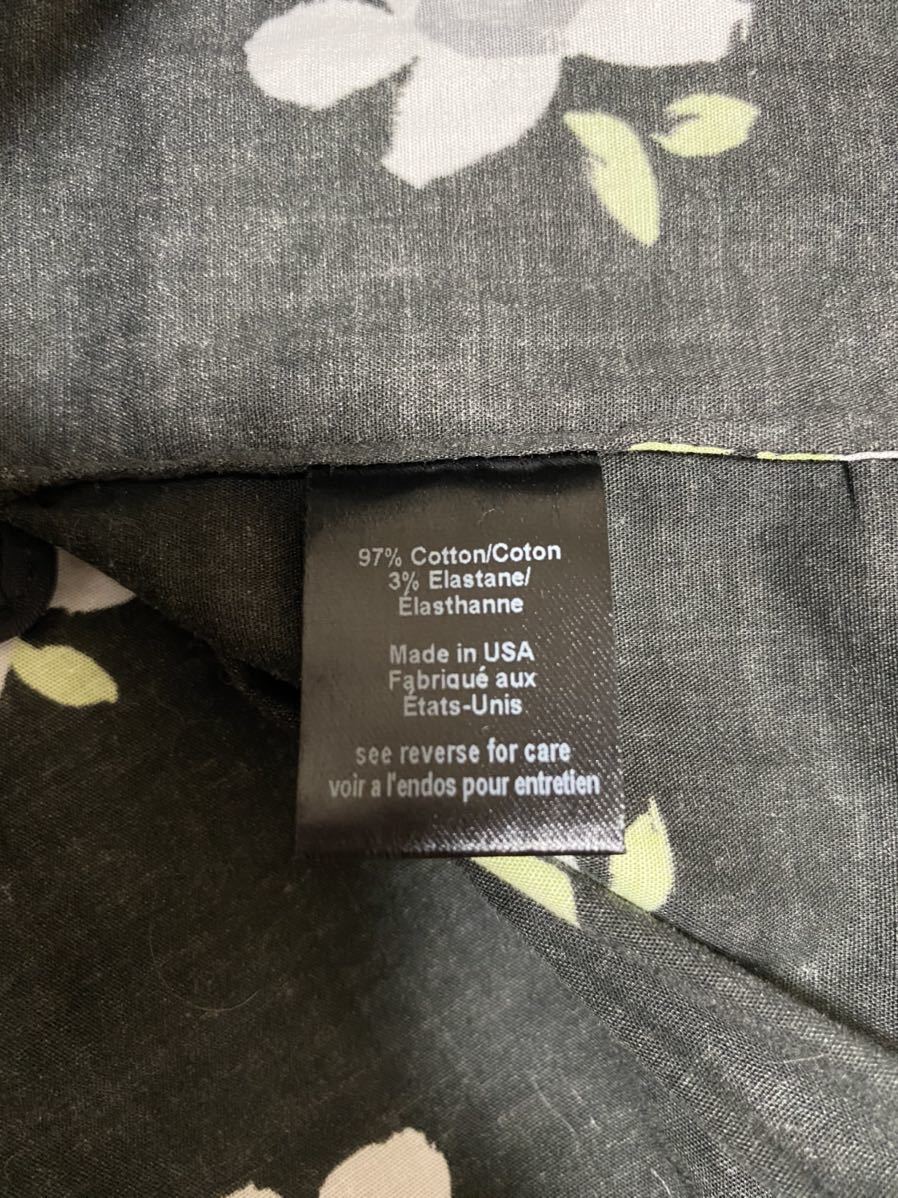 97% Cotton/Coton
3% Elastane/
Élasthanne
Made in USA
Fabriqué aux
États-Unis
see reverse for care
voir a l'endos pour entretien